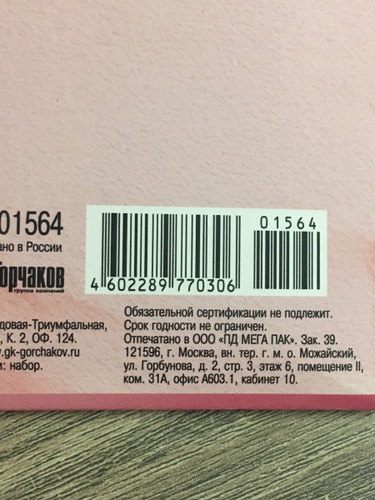 01564
ано в России
Горчаков
группа компаний
довая-Триумфальная,
, К. 2, ОФ. 124.
w.gk-gorchakov.ru
м: набор.
01564
4 602289 770306
Обязательной сертификации не подлежит.
Срок годности не ограничен.
Отпечатано в ООО «ПД МЕГА ПАК». Зак. 39.
121596, г. Москва, вн. тер. г. м. о. Можайский,
ул. Горбунова, д. 2, стр. 3, этаж 6, помещение II,
ком. 31А, офис А603.1, кабинет 10.